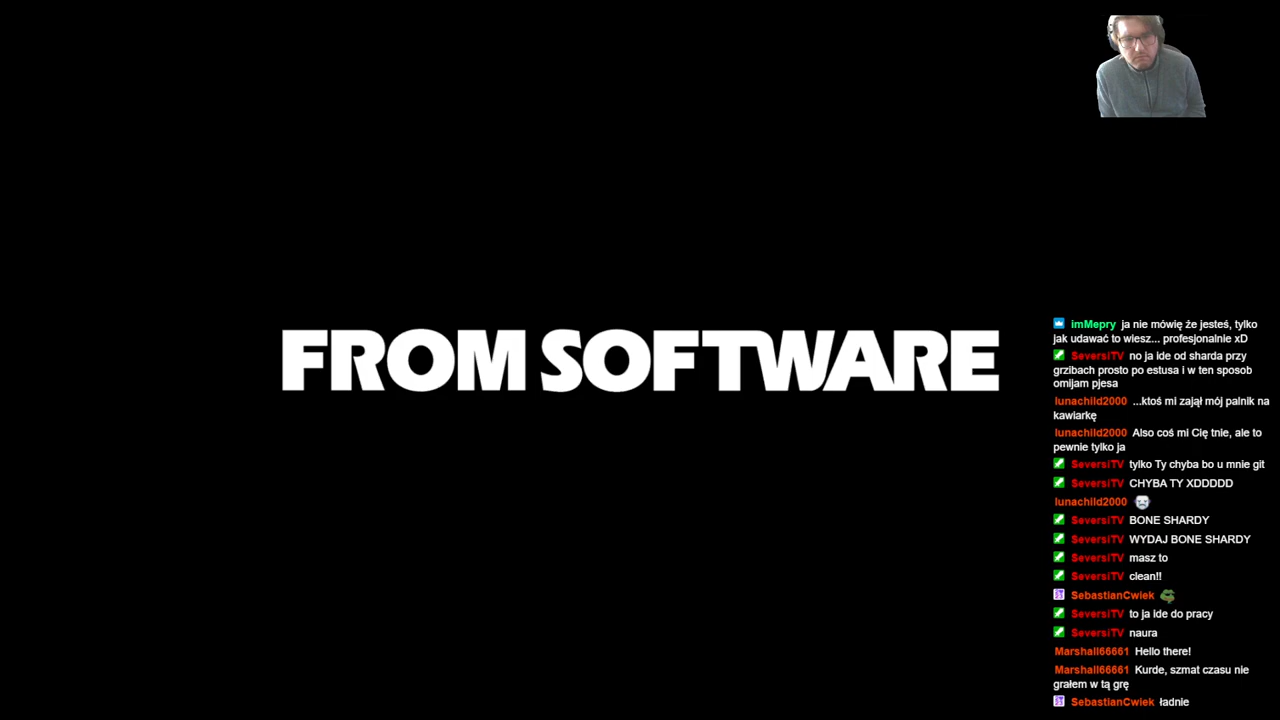 FROM SOFTWARE
imMepry ja nie mówię że jesteś, tylko
jak udawać to wiesz... profesjonalnie xD
SeversiTV no ja ide od sharda przy
grzibach prosto po estusa i w ten sposob
omijam pjesa
lunachild2000 ...ktoś mi zajął mój palnik na
kawiarkę
lunachild2000 Also coś mi Cię tnie, ale to
pewnie tylko ja
SeversiTV tylko Ty chyba bo u mnie git
SeversiTV CHYBA TY XDDDDD
lunachild2000
SeversiTV BONE SHARDY
SeversiTV WYDAJ BONE SHARDY
SeversiTV masz to
SeversiTV clean!!
SebastianCwiek
SeversiTV to ja ide do pracy
SeversiTV naura
Marshall66661 Hello there!
Marshall66661 Kurde, szmat czasu nie
grałem w tą grę
SebastianCwiek ładnie